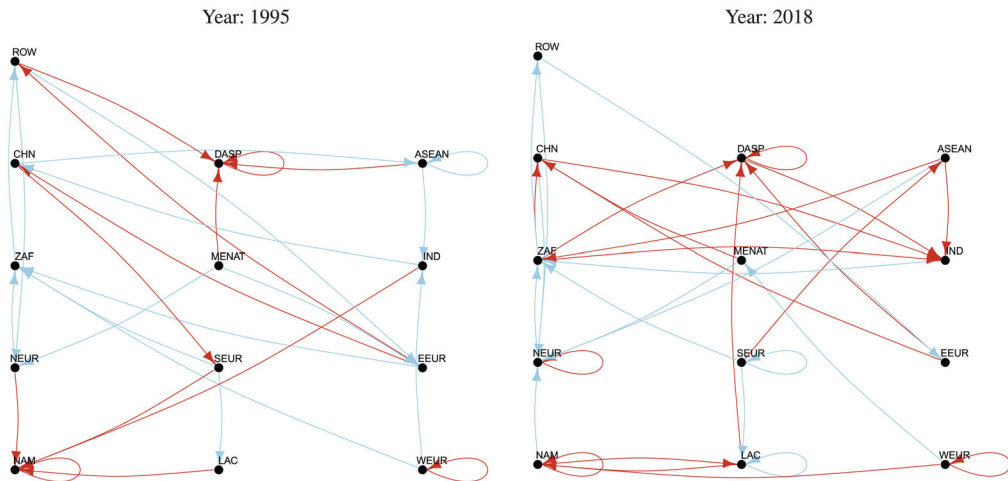 Year: 1995
ROW
CHN
DASP
ASEAN
ZAF
MENAT
IND
NEUR
SEUR
EEUR
NAM
LAC
WEUR
Year: 2018
ROW
CHN
DASP
ASEAN
ZAF
MENAT
IND
NEUR
SEUR
EEUR
NAM
LAC
WEUR